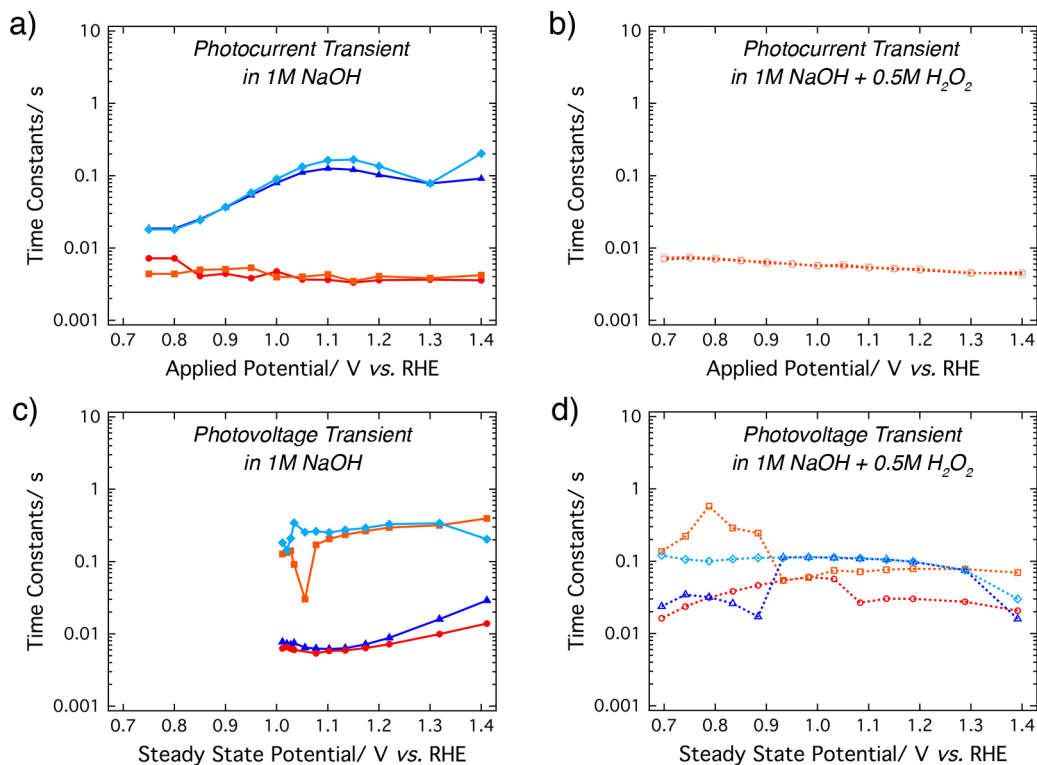 a)
Photocurrent Transient
in 1M NaOH
Time Constants/ s
10
1
0.1
0.01
0.001
0.7 0.8 0.9 1.0 1.1 1.2 1.3 1.4
Applied Potential/ V vs. RHE
b)
Photocurrent Transient
in 1M NaOH + 0.5M H₂O₂
Time Constants/ s
10
1
0.1
0.01
0.001
0.7 0.8 0.9 1.0 1.1 1.2 1.3 1.4
Applied Potential/ V vs. RHE
c)
Photovoltage Transient
in 1M NaOH
Time Constants/ s
10
1
0.1
0.01
0.001
0.7 0.8 0.9 1.0 1.1 1.2 1.3 1.4
Steady State Potential/ V vs. RHE
d)
Photovoltage Transient
in 1M NaOH + 0.5M H₂O₂
Time Constants/ s
10
1
0.1
0.01
0.001
0.7 0.8 0.9 1.0 1.1 1.2 1.3 1.4
Steady State Potential/ V vs. RHE